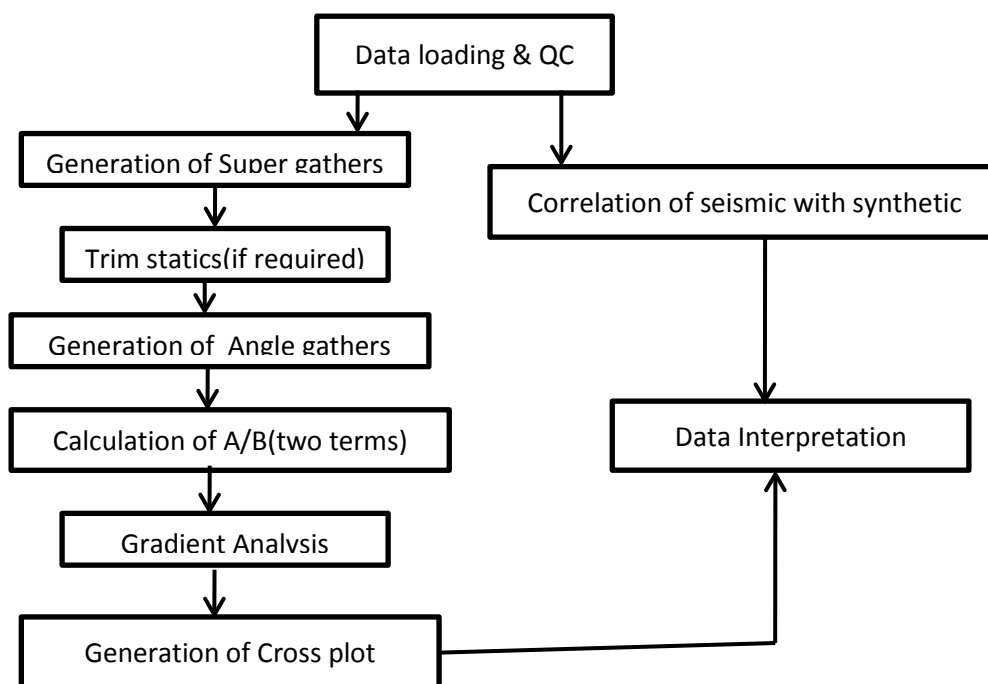 Data loading & QC
Generation of Super gathers
Correlation of seismic with synthetic
Trim statics(if required)
Generation of  Angle gathers
Calculation of A/B(two terms)
Data Interpretation
Gradient Analysis
Generation of Cross plot